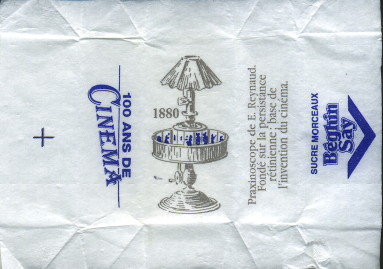 100 ANS DE
CINÉMA
1880
Praxinoscope de E. Reynaud.
Fondé sur la persistance
rétinienne ; base de
l'invention du cinéma.
SUCRE MORCEAUX
Béghin
Say